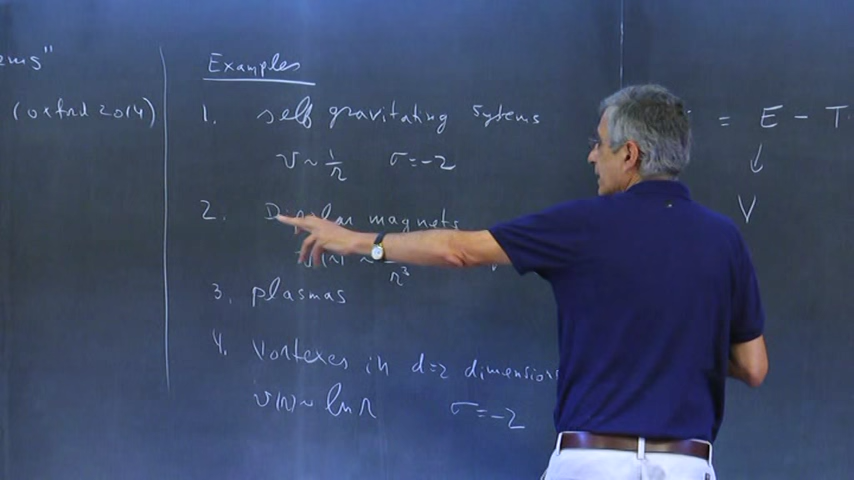 ems"
(oxford 2014)
Examples
1. self gravitating Sytems
v ~ 1/r σ=-2
2. Dipolar magnets
v(r) ~ 1/r³
3. plasmas
4. Vortexes in d=2 dimensions
v(r) ~ ln r σ=-2
= E - T
↓
V